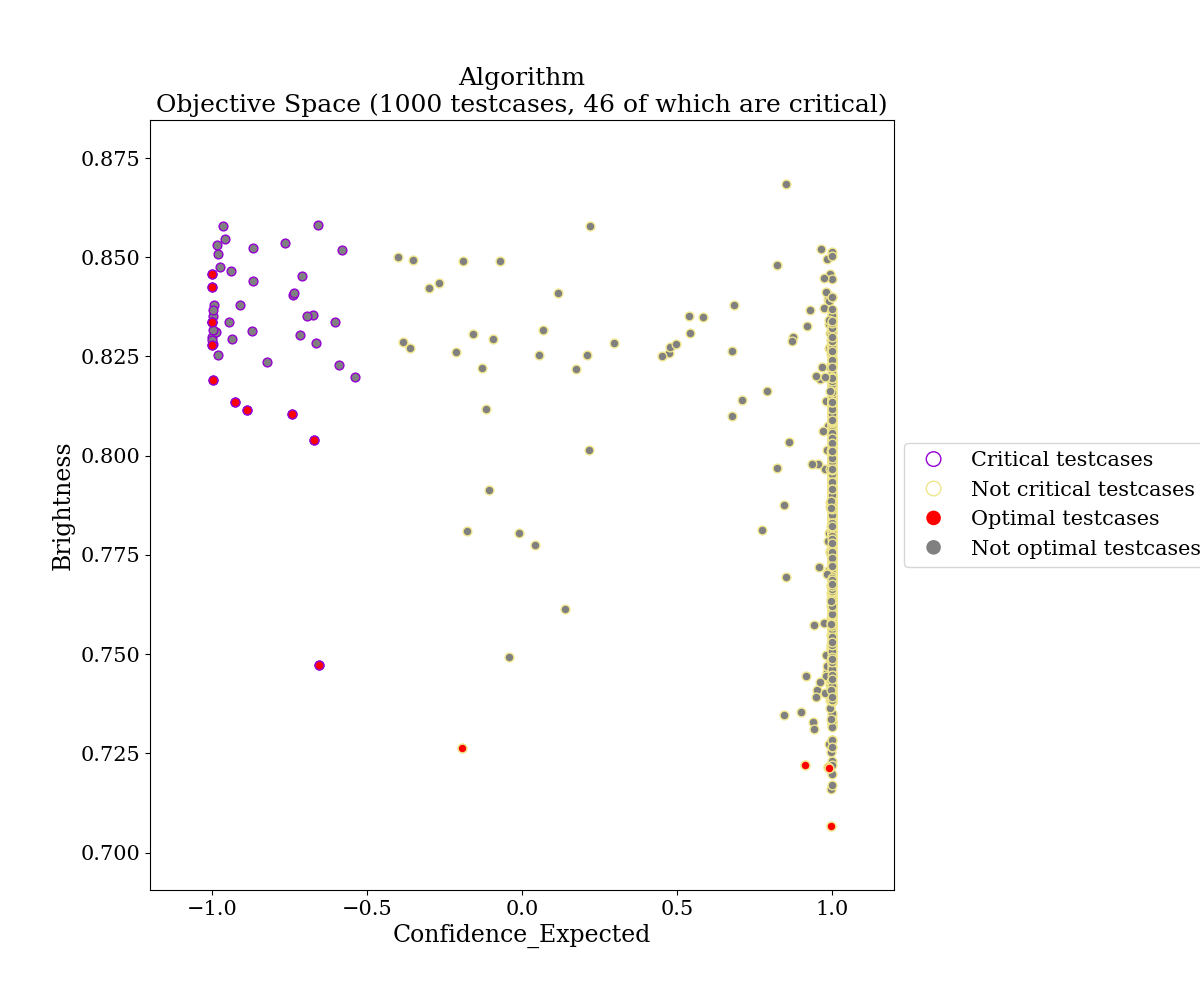 Algorithm
Objective Space (1000 testcases, 46 of which are critical)
0.875
0.850
0.825
0.800
0.775
0.750
0.725
0.700
Brightness
−1.0
−0.5
0.0
0.5
1.0
Confidence_Expected
Critical testcases
Not critical testcases
Optimal testcases
Not optimal testcases